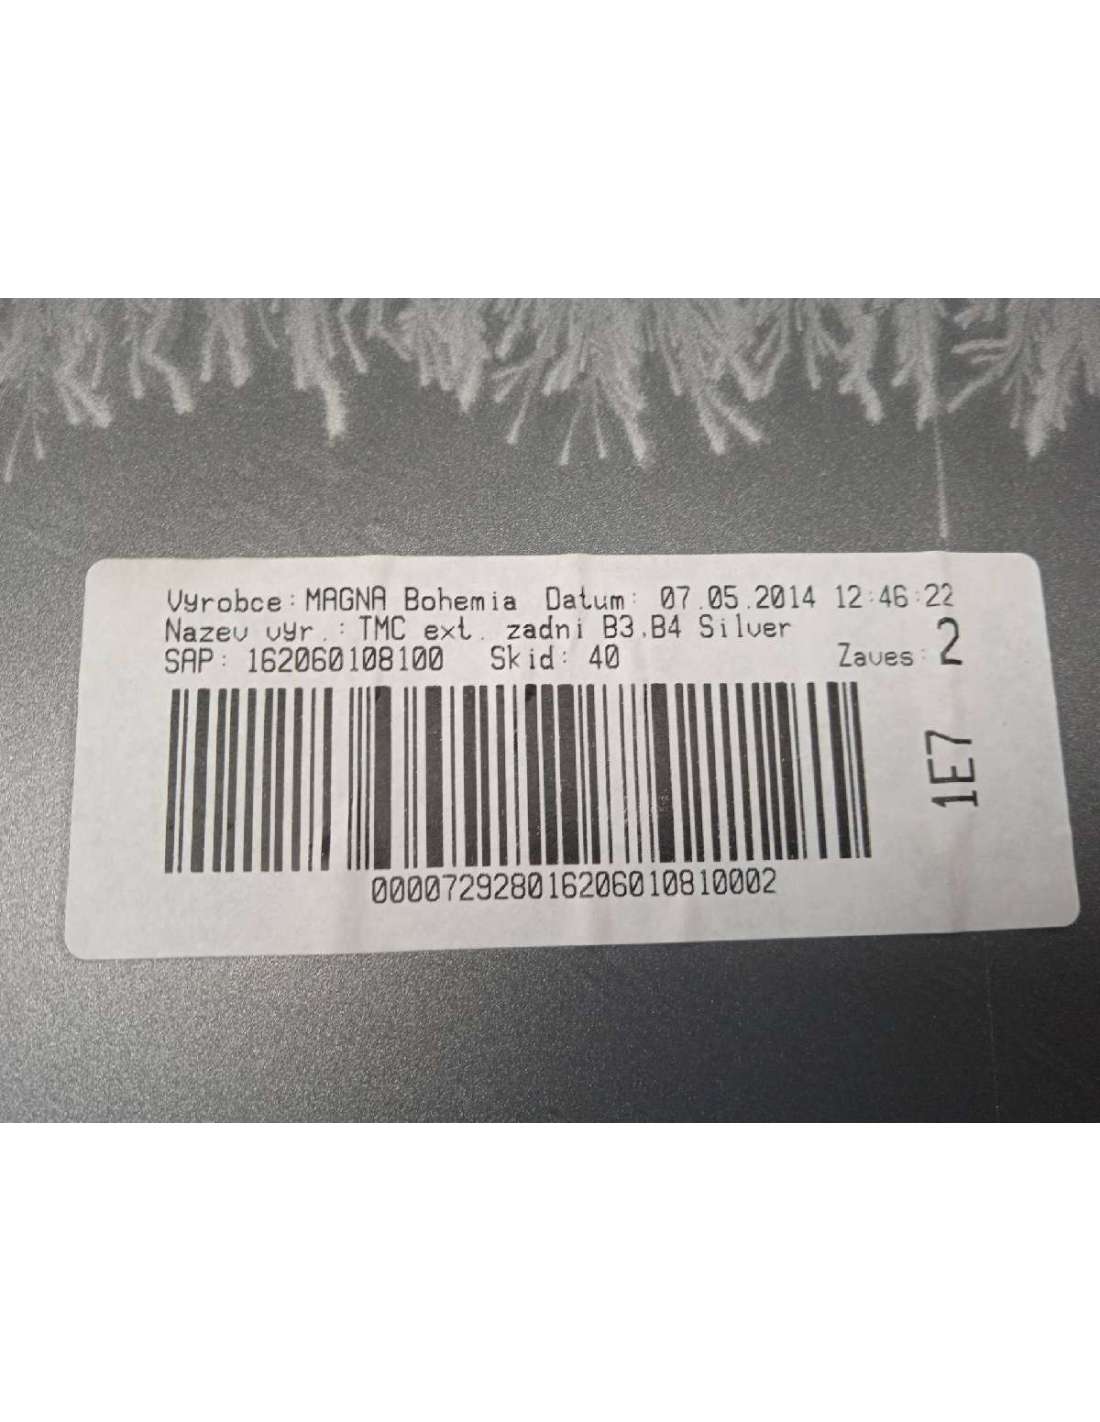 Vyrobce: MAGNA Bohemia Datum: 07.05.2014 12:46:22
Nazev vyr.: TMC ext. zadni B3,B4 Silver
SAP: 162060108100 Skid: 40 Zaves: 2
1E7
000072928016206010810002